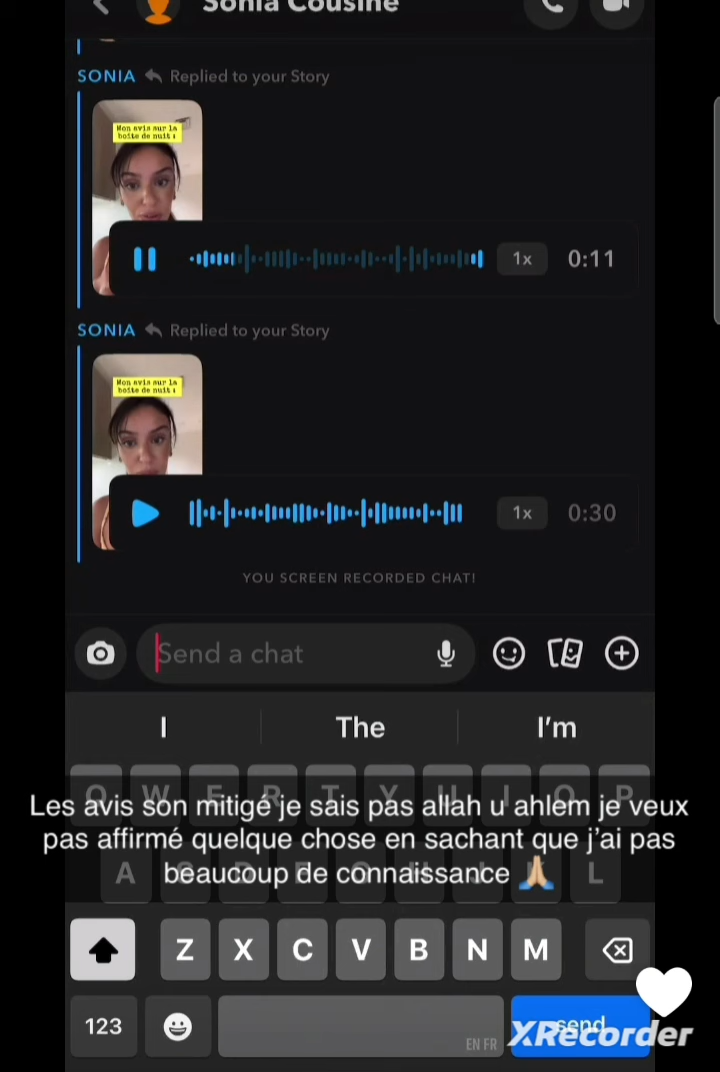 Sonia Cousine
SONIA Replied to your Story
Mon avis sur la
boîte de nuit :
1x 0:11
SONIA Replied to your Story
Mon avis sur la
boîte de nuit :
1x 0:30
YOU SCREEN RECORDED CHAT!
Send a chat
I The I'm
Q W E R T Y U I O P
Les avis son mitigé je sais pas allah u ahlem je veux
pas affirmé quelque chose en sachant que j'ai pas
beaucoup de connaissance 🙏🏼
A S D F G H J K L
Z X C V B N M
123 EN FR send
XRecorder